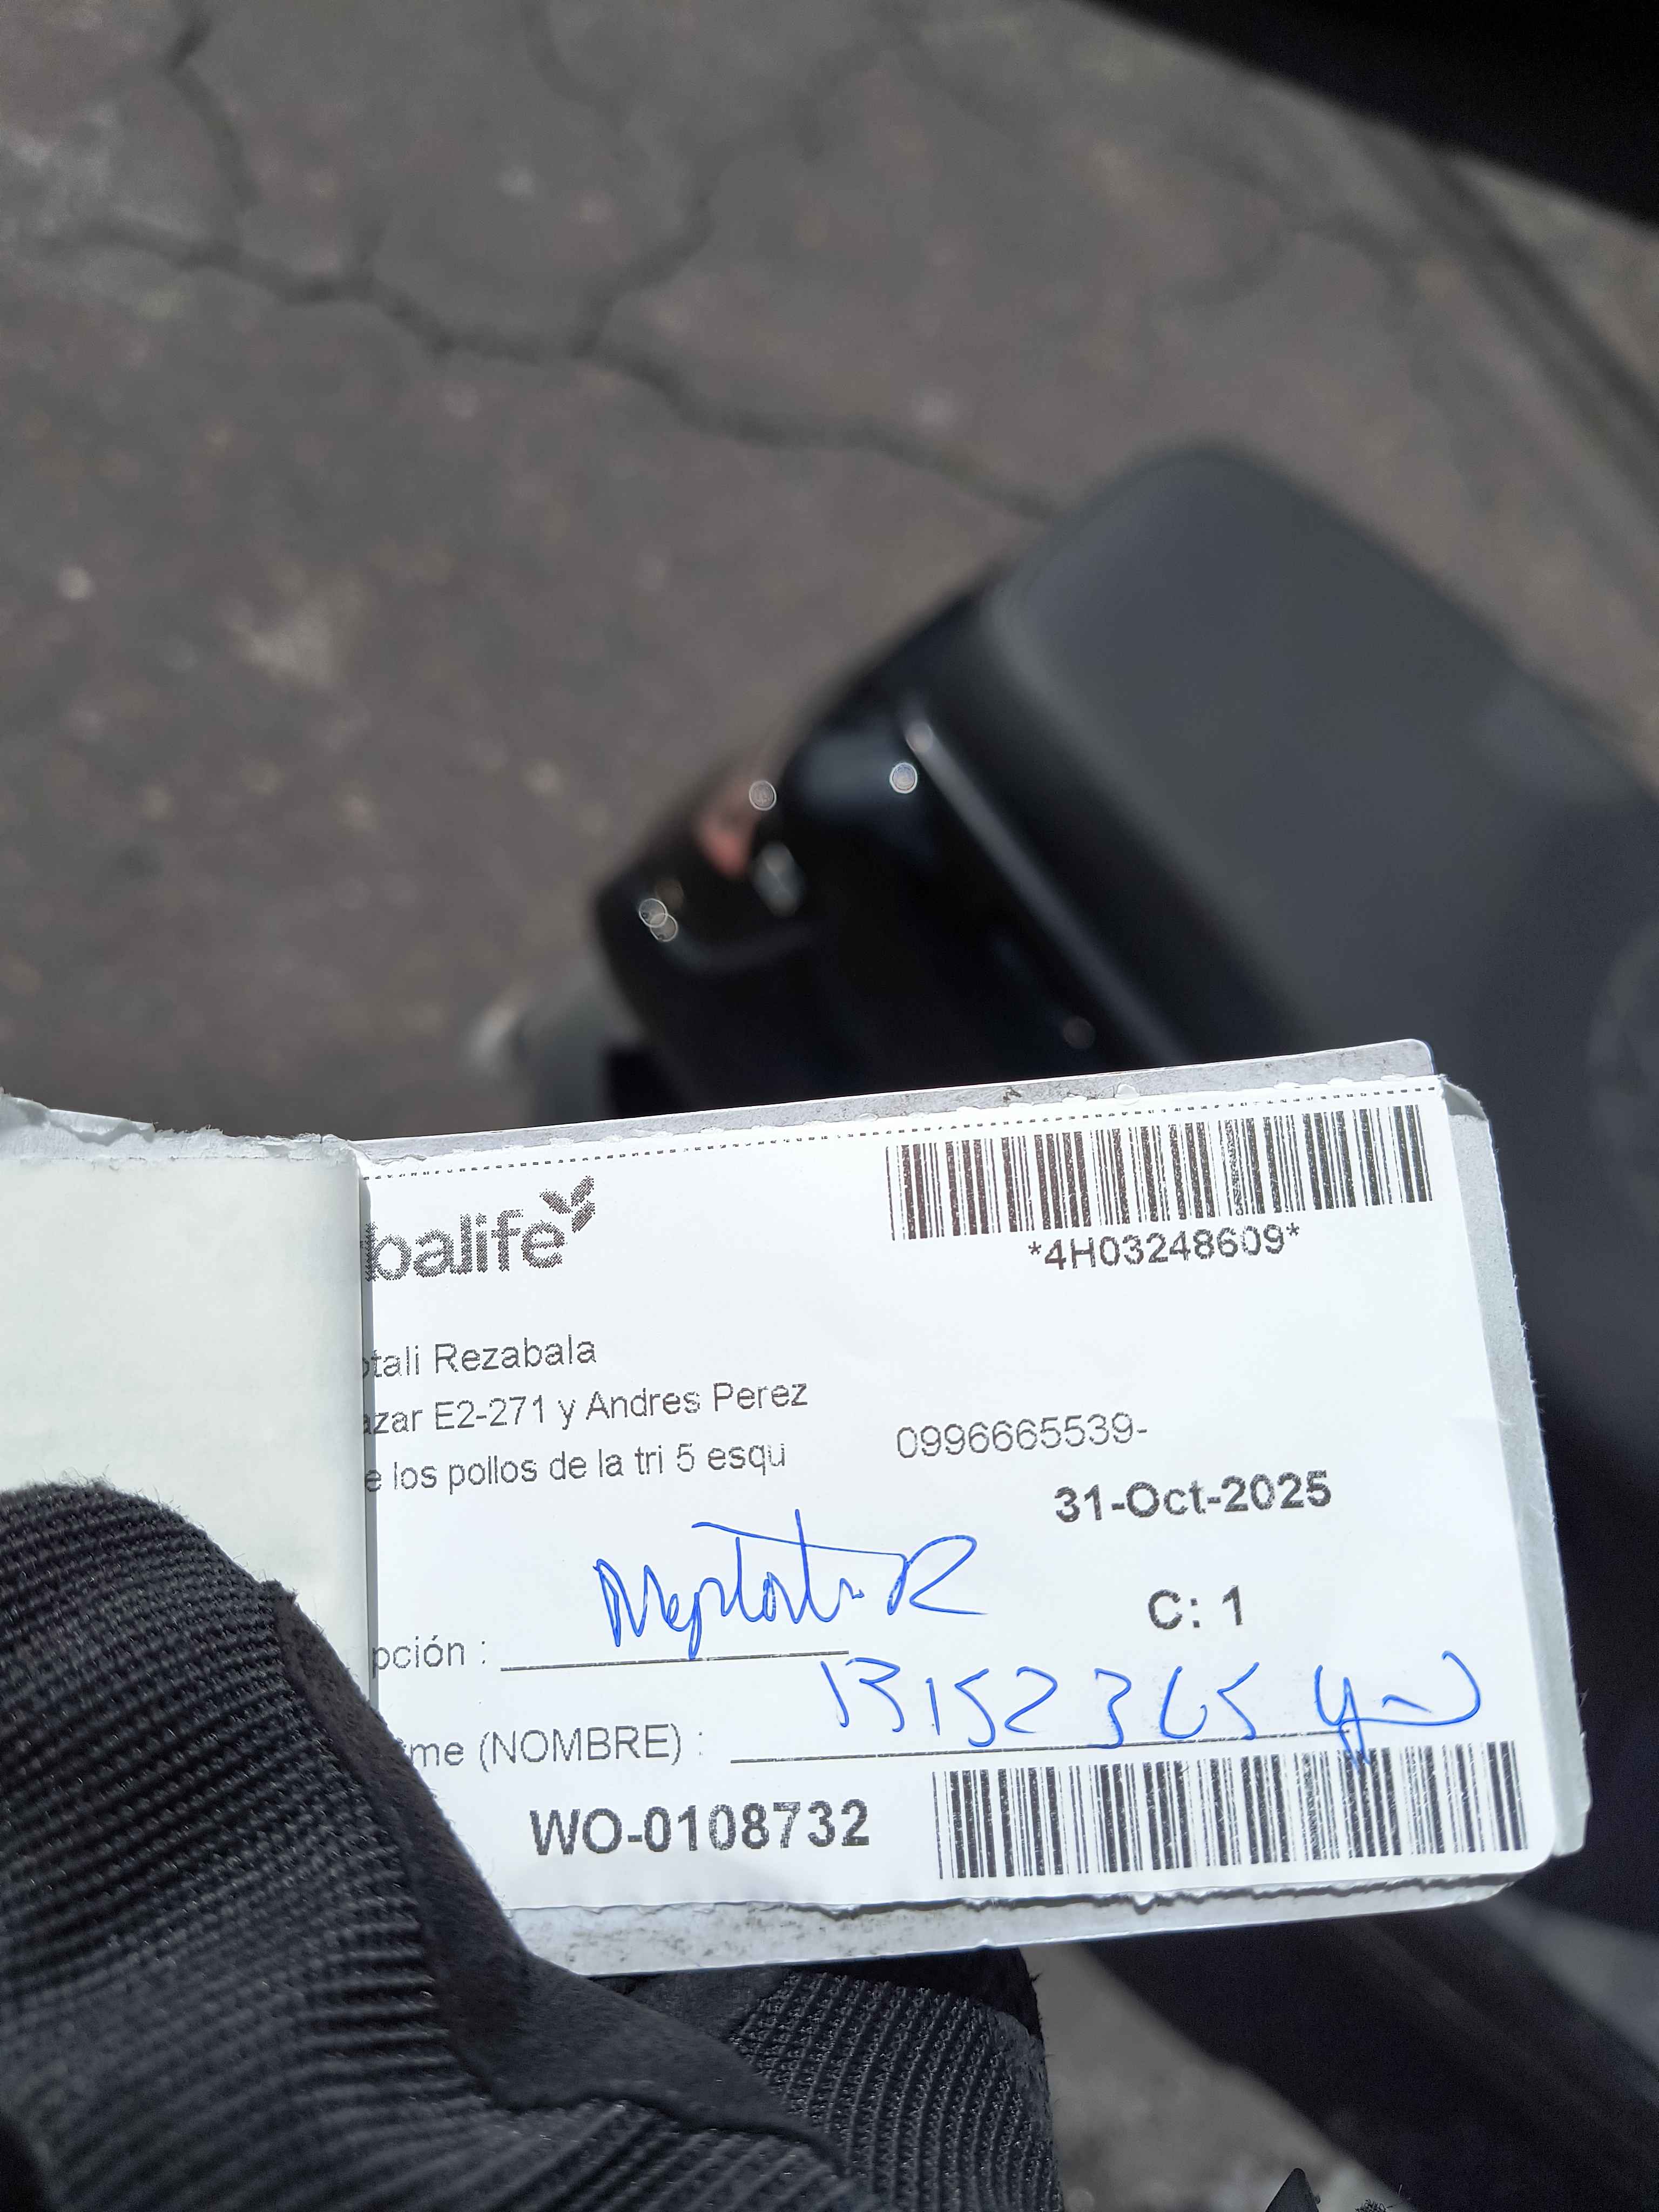 balife
*4H03248609*
otali Rezabala
azar E2-271 y Andres Perez
e los pollos de la tri 5 esqu
0996665539-
31-Oct-2025
Neptali R
C: 1
pción :
me (NOMBRE) :
WO-0108732